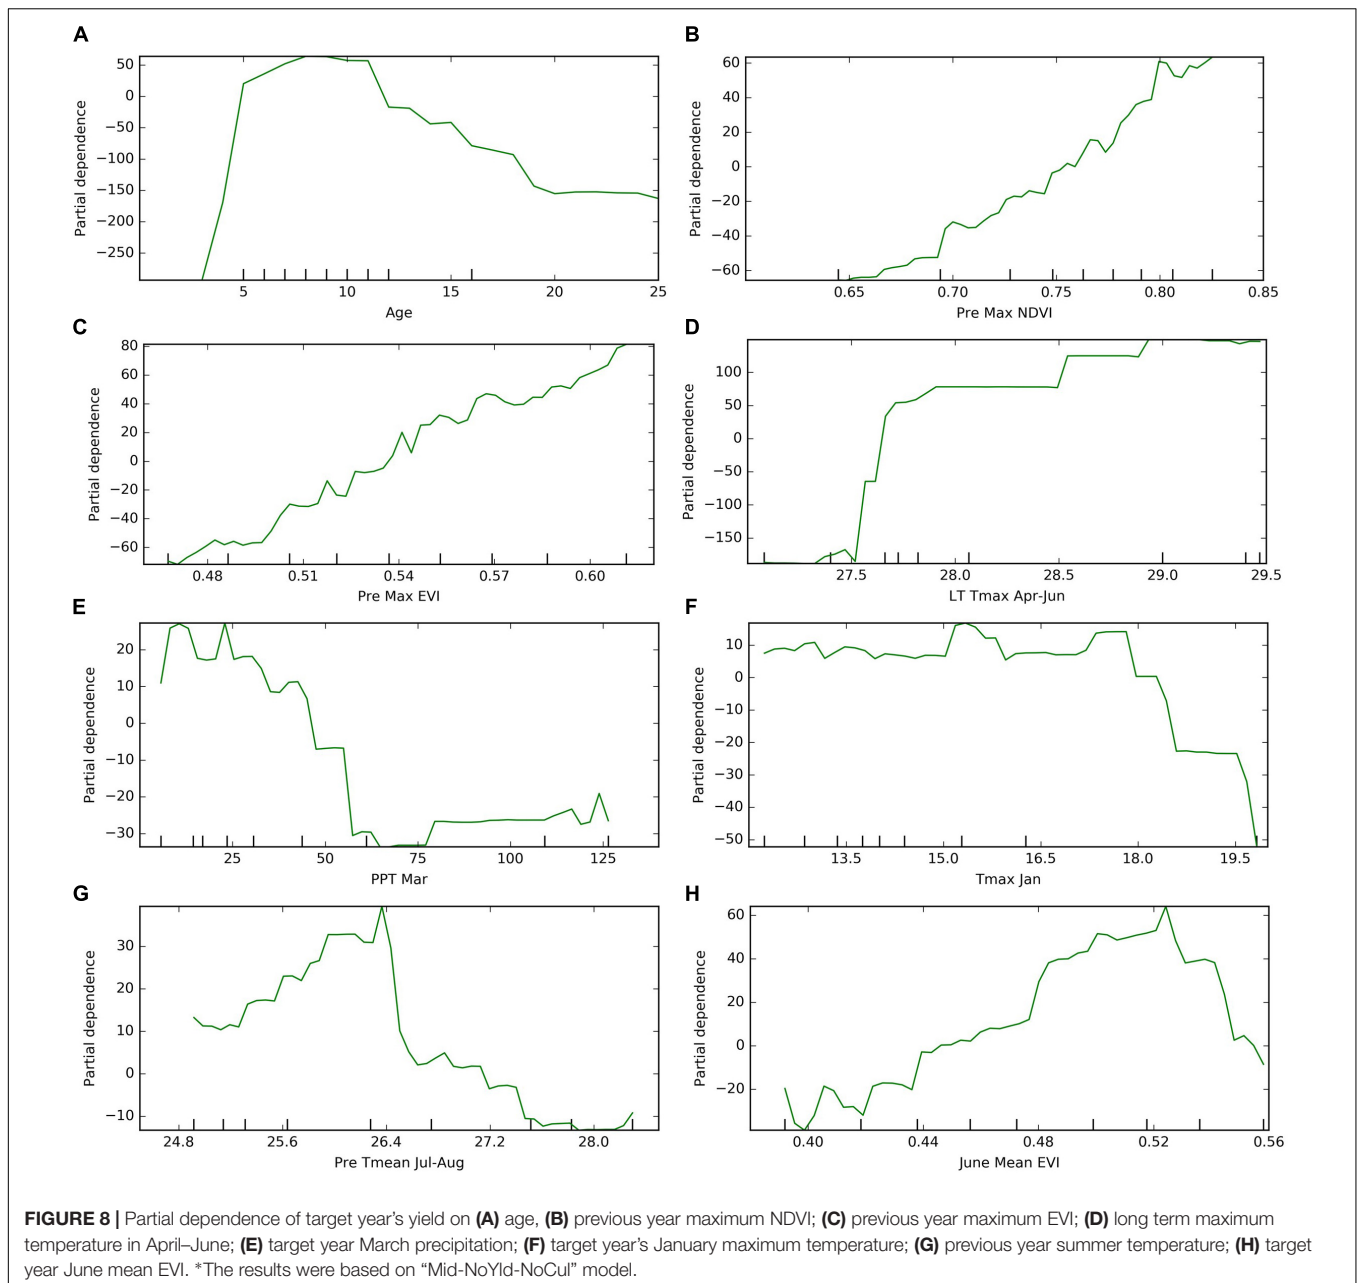 A
Partial dependence
50
0
−50
−100
−150
−200
−250
5 10 15 20 25
Age
B
Partial dependence
60
40
20
0
−20
−40
−60
0.65 0.70 0.75 0.80 0.85
Pre Max NDVI
C
Partial dependence
80
60
40
20
0
−20
−40
−60
0.48 0.51 0.54 0.57 0.60
Pre Max EVI
D
Partial dependence
100
50
0
−50
−100
−150
27.5 28.0 28.5 29.0 29.5
LT Tmax Apr-Jun
E
Partial dependence
20
10
0
−10
−20
−30
25 50 75 100 125
PPT Mar
F
Partial dependence
10
0
−10
−20
−30
−40
−50
13.5 15.0 16.5 18.0 19.5
Tmax Jan
G
Partial dependence
30
20
10
0
−10
24.8 25.6 26.4 27.2 28.0
Pre Tmean Jul-Aug
H
Partial dependence
60
40
20
0
−20
0.40 0.44 0.48 0.52 0.56
June Mean EVI
FIGURE 8 | Partial dependence of target year's yield on (A) age, (B) previous year maximum NDVI; (C) previous year maximum EVI; (D) long term maximum
temperature in April–June; (E) target year March precipitation; (F) target year's January maximum temperature; (G) previous year summer temperature; (H) target
year June mean EVI. *The results were based on “Mid-NoYld-NoCul” model.